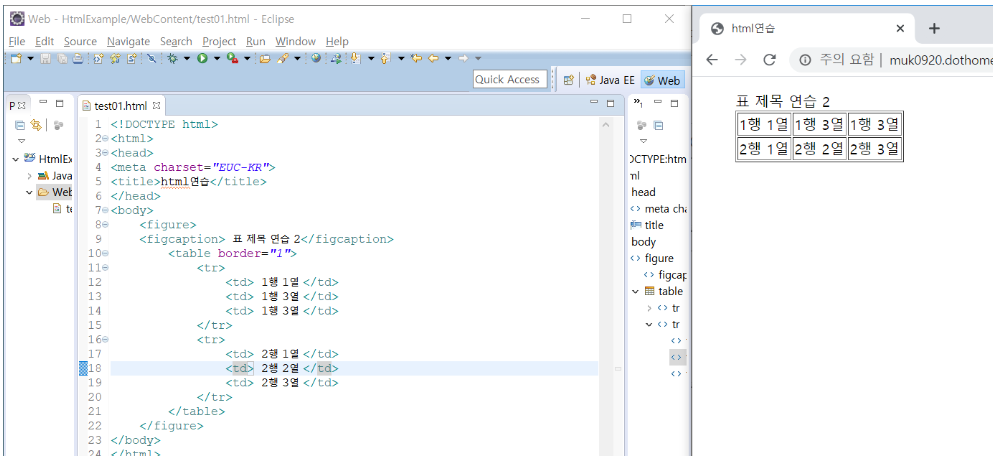 Web - HtmlExample/WebContent/test01.html - Eclipse
File Edit Source Navigate Search Project Run Window Help
Quick Access
Java EE
Web
P
test01.html
HtmlEx
Java
Web
te
1 <!DOCTYPE html>
2 <html>
3 <head>
4 <meta charset="EUC-KR">
5 <title>html연습</title>
6 </head>
7 <body>
8 <figure>
9 <figcaption> 표 제목 연습 2</figcaption>
10 <table border="1">
11 <tr>
12 <td> 1행 1열 </td>
13 <td> 1행 3열 </td>
14 <td> 1행 3열 </td>
15 </tr>
16 <tr>
17 <td> 2행 1열 </td>
18 <td> 2행 2열 </td>
19 <td> 2행 3열 </td>
20 </tr>
21 </table>
22 </figure>
23 </body>
24 </html>
1
OCTYPE:htm
ml
head
meta cha
title
body
figure
figcap
table
tr
tr
html연습
주의 요함 | muk0920.dothome
표 제목 연습 2
1행 1열 1행 3열 1행 3열
2행 1열 2행 2열 2행 3열